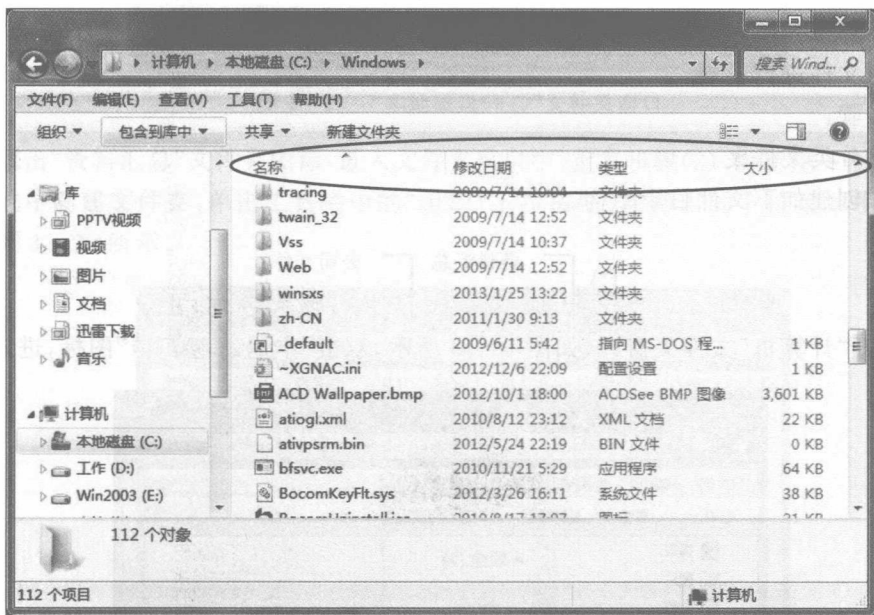 计算机 ▸ 本地磁盘 (C:) ▸ Windows ▸ 搜索 Wind...
文件(F) 编辑(E) 查看(V) 工具(T) 帮助(H)
组织 ▼ 包含到库中 ▼ 共享 ▼ 新建文件夹
库
PPTV视频
视频
图片
文档
迅雷下载
音乐
计算机
本地磁盘 (C:)
工作 (D:)
Win2003 (E:)
名称 修改日期 类型 大小
tracing 2009/7/14 10:04 文件夹
twain_32 2009/7/14 12:52 文件夹
Vss 2009/7/14 10:37 文件夹
Web 2009/7/14 12:52 文件夹
winsxs 2013/1/25 13:22 文件夹
zh-CN 2011/1/30 9:13 文件夹
_default 2009/6/11 5:42 指向 MS-DOS 程... 1 KB
~XGNAC.ini 2012/12/6 22:09 配置设置 1 KB
ACD Wallpaper.bmp 2012/10/1 18:00 ACDSee BMP 图像 3,601 KB
atiogl.xml 2010/8/12 23:12 XML 文档 22 KB
ativpsrm.bin 2012/5/24 22:19 BIN 文件 0 KB
bfsvc.exe 2010/11/21 5:29 应用程序 64 KB
BocomKeyFlt.sys 2012/3/26 16:11 系统文件 38 KB
112 个对象
112 个项目 计算机